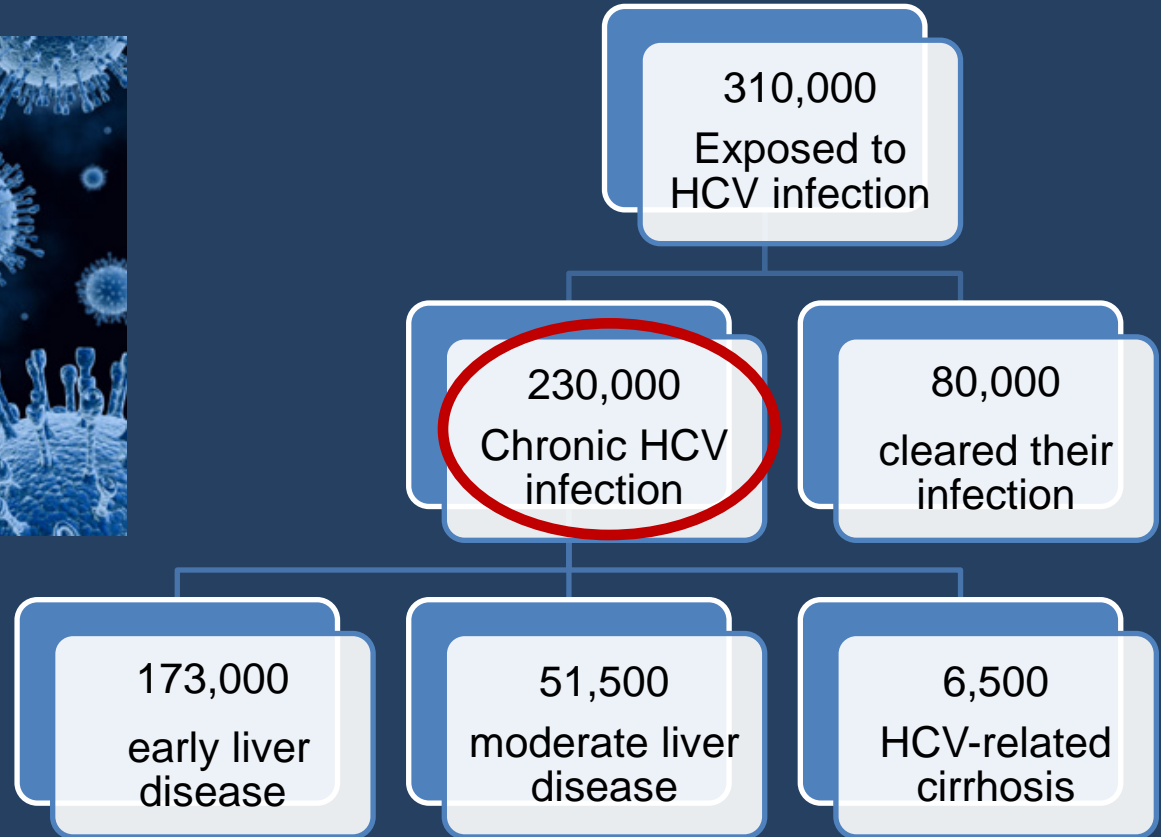 310,000
Exposed to
HCV infection
230,000
Chronic HCV
infection
80,000
cleared their
infection
173,000
early liver
disease
51,500
moderate liver
disease
6,500
HCV-related
cirrhosis